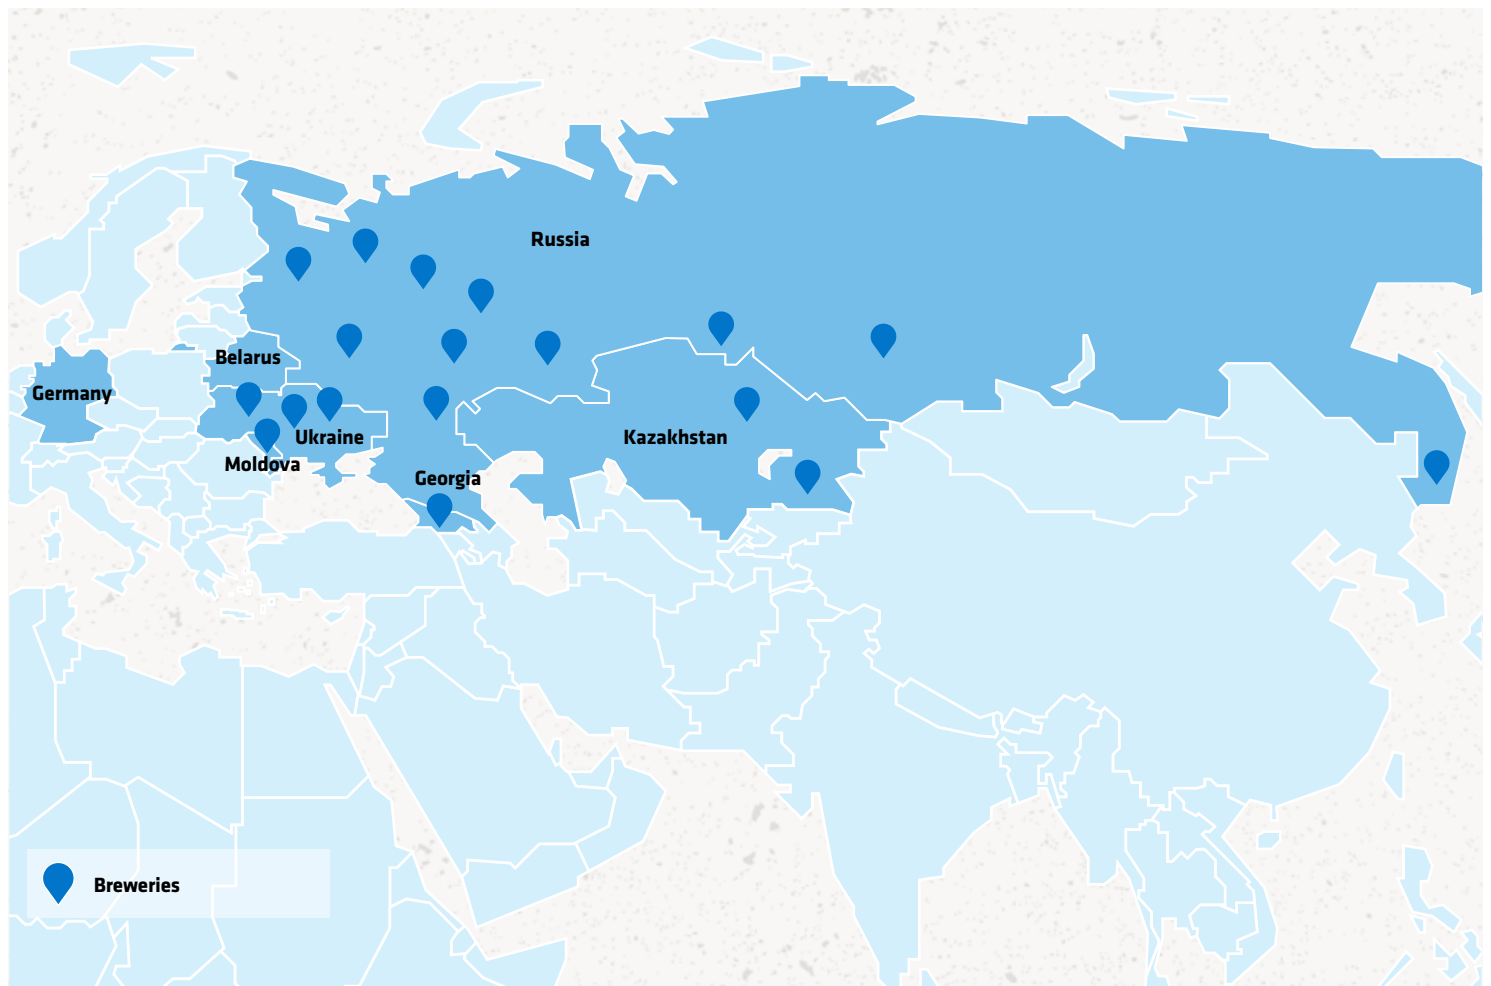 Russia
Belarus
Germany
Ukraine
Kazakhstan
Moldova
Georgia
Breweries